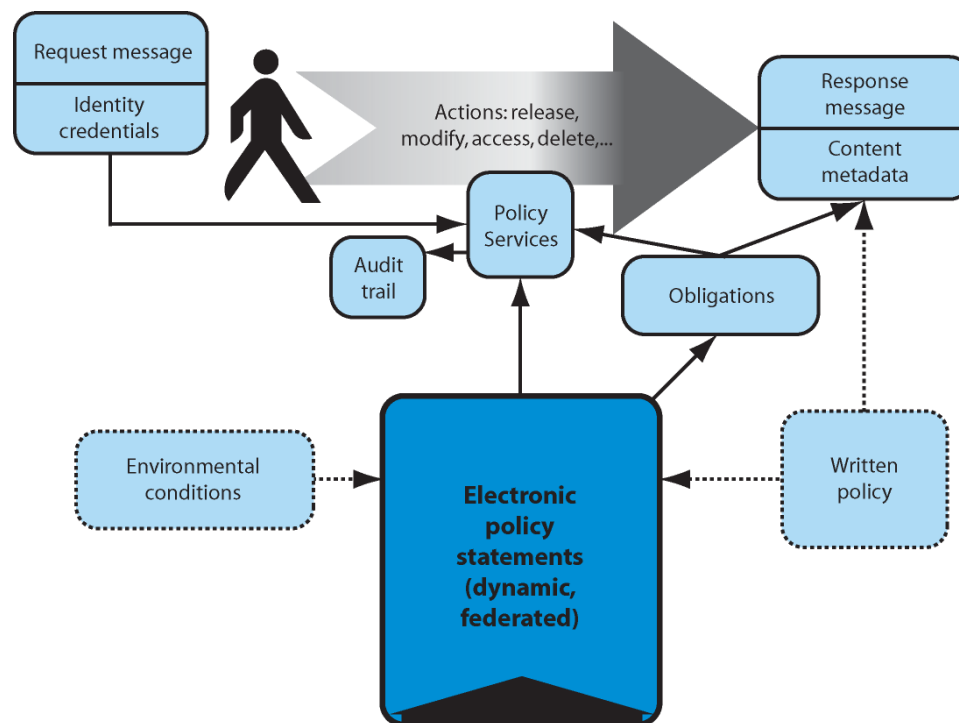 Request message
Identity
credentials
Actions: release,
modify, access, delete,...
Response
message
Content
metadata
Policy
Services
Audit
trail
Obligations
Environmental
conditions
Electronic
policy
statements
(dynamic,
federated)
Written
policy